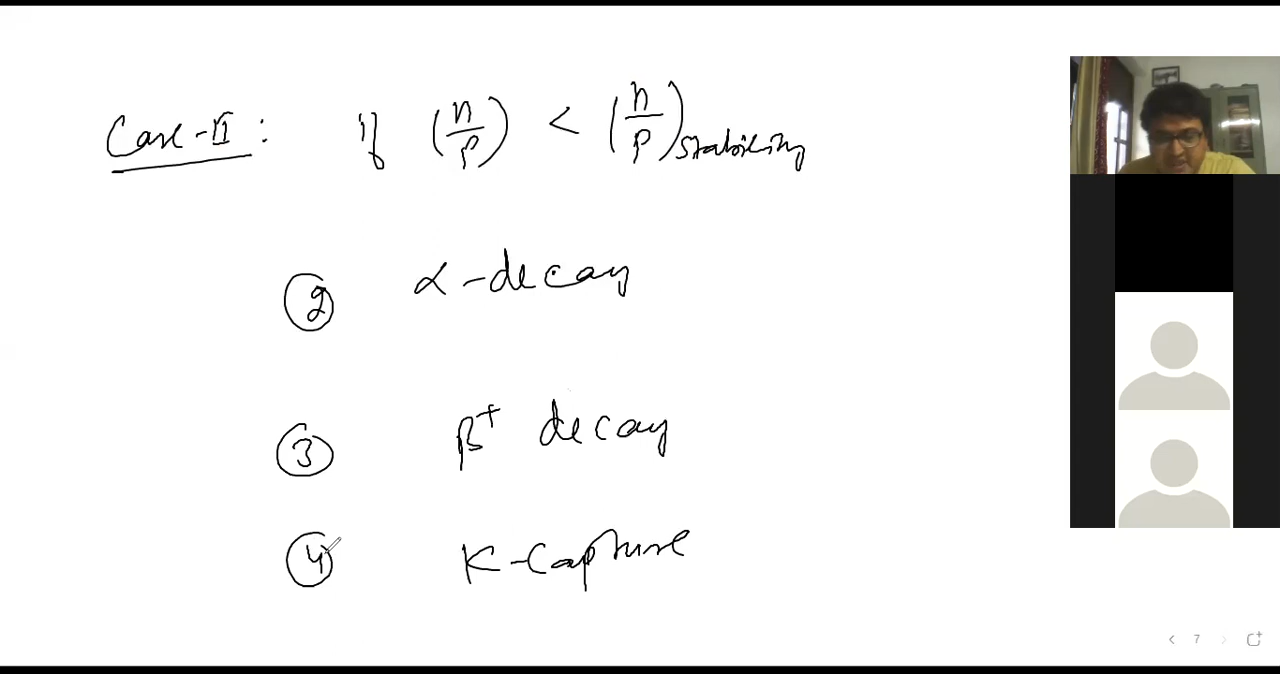 Case-II : if (n/p) < (n/p)stability
2 α-decay
3 β+ decay
4 K-capture
< 7 >